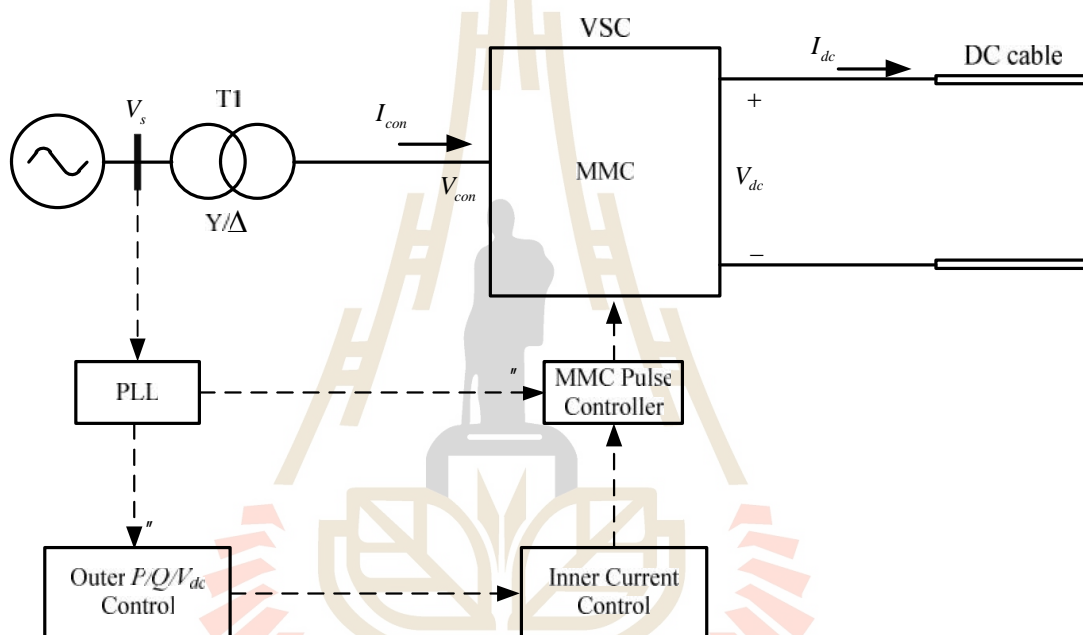 VSC
I_dc
DC cable
V_s
T1
I_con
+
MMC
V_con
V_dc
Y/Δ
−
PLL
"
MMC Pulse
Controller
"
Outer P/Q/V_dc
Control
Inner Current
Control